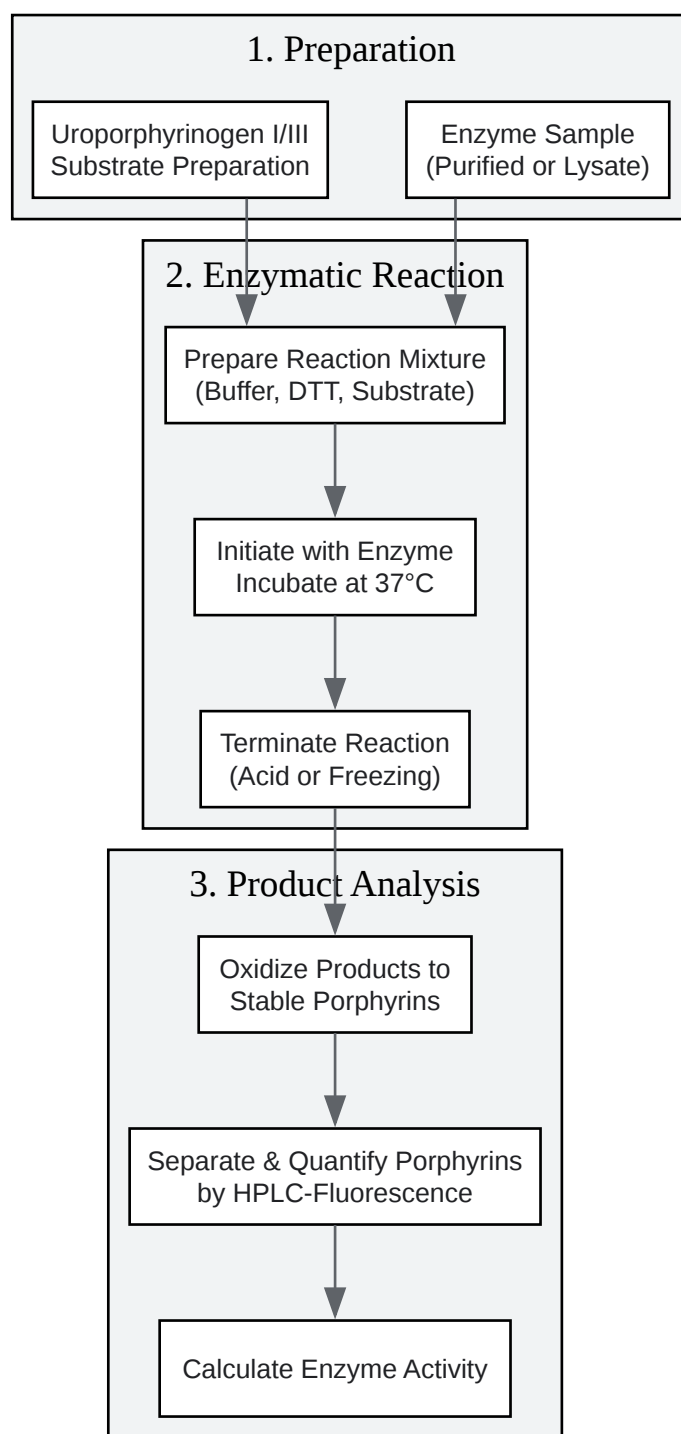 1. Preparation
Uroporphyrinogen I/III
Substrate Preparation
Enzyme Sample
(Purified or Lysate)
2. Enzymatic Reaction
Prepare Reaction Mixture
(Buffer, DTT, Substrate)
Initiate with Enzyme
Incubate at 37°C
Terminate Reaction
(Acid or Freezing)
3. Product Analysis
Oxidize Products to
Stable Porphyrins
Separate & Quantify Porphyrins
by HPLC-Fluorescence
Calculate Enzyme Activity